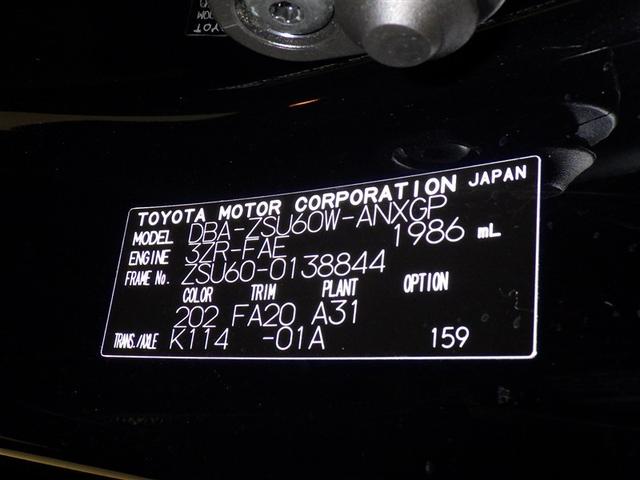 TOYOTA MOTOR CORPORATION JAPAN
MODEL DBA-ZSU60W-ANXGP
ENGINE 3ZR-FAE 1986 mL
FRAME No. ZSU60-0138844
COLOR TRIM PLANT OPTION
202 FA20 A31
TRANS./AXLE K114 -01A 159